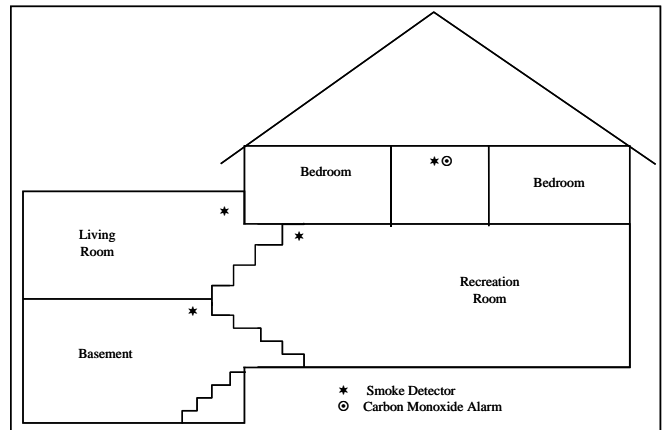 Bedroom
Bedroom
Living
Room
Recreation
Room
Basement
Smoke Detector
Carbon Monoxide Alarm